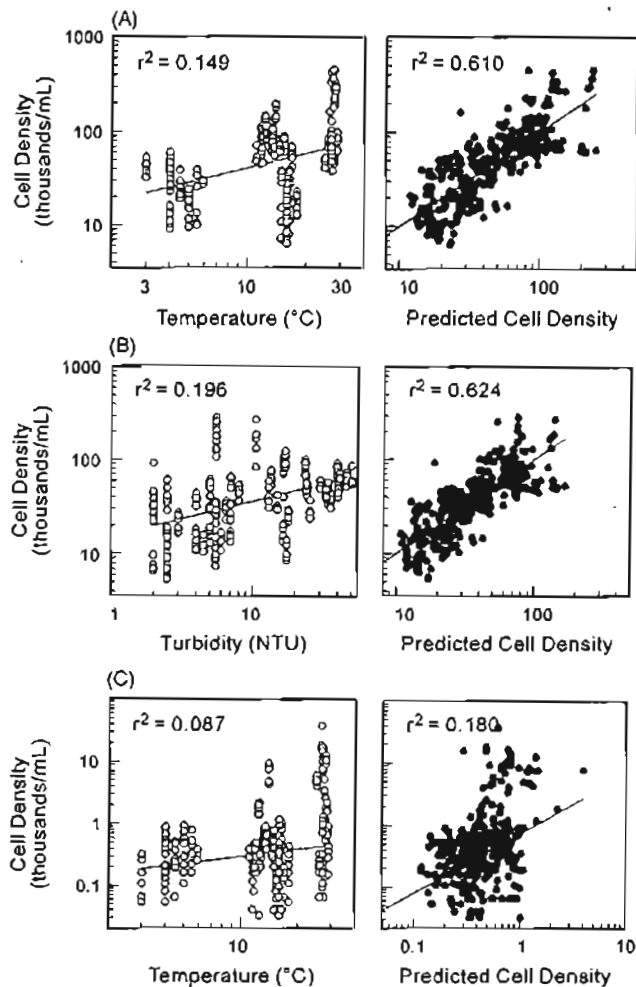 (A)
1000
100
10
Cell Density
(thousands/mL)
r² = 0.149
r² = 0.610
3
10
30
10
100
Temperature (°C)
Predicted Cell Density
(B)
1000
100
10
Cell Density
(thousands/mL)
r² = 0.196
r² = 0.624
1
10
10
100
Turbidity (NTU)
Predicted Cell Density
(C)
10
1
0.1
Cell Density
(thousands/mL)
r² = 0.087
r² = 0.180
10
0.1
1
10
Temperature (°C)
Predicted Cell Density